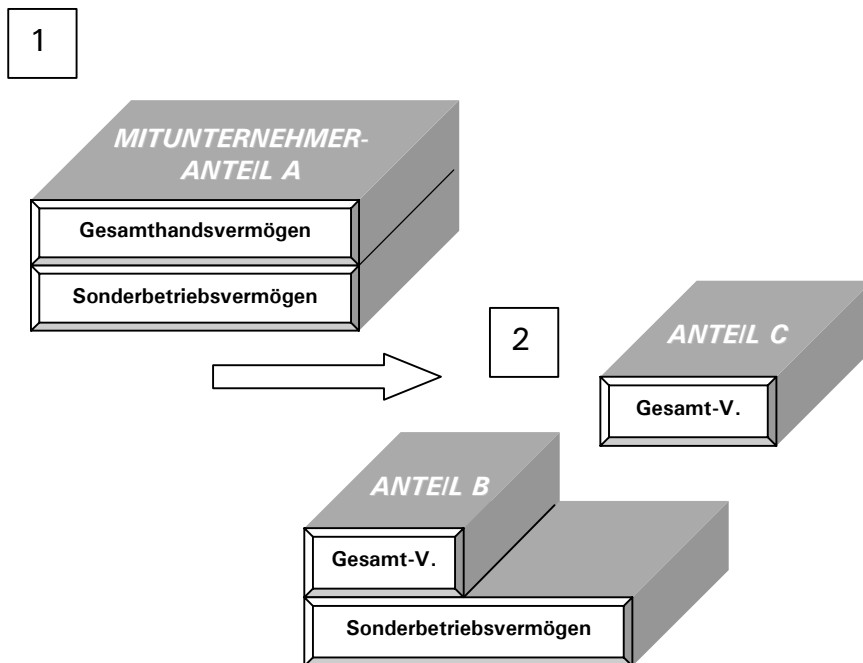 1
MITUNTERNEHMER-
ANTEIL A
Gesamthandsvermögen
Sonderbetriebsvermögen
2
ANTEIL C
Gesamt-V.
ANTEIL B
Gesamt-V.
Sonderbetriebsvermögen